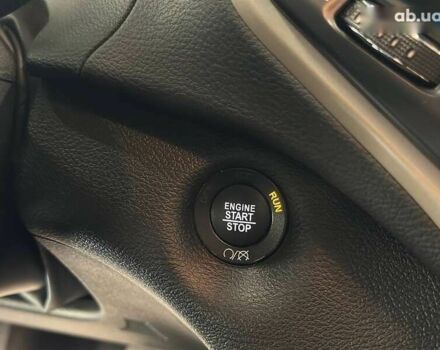 ab.ua
ENGINE
START
STOP
RUN